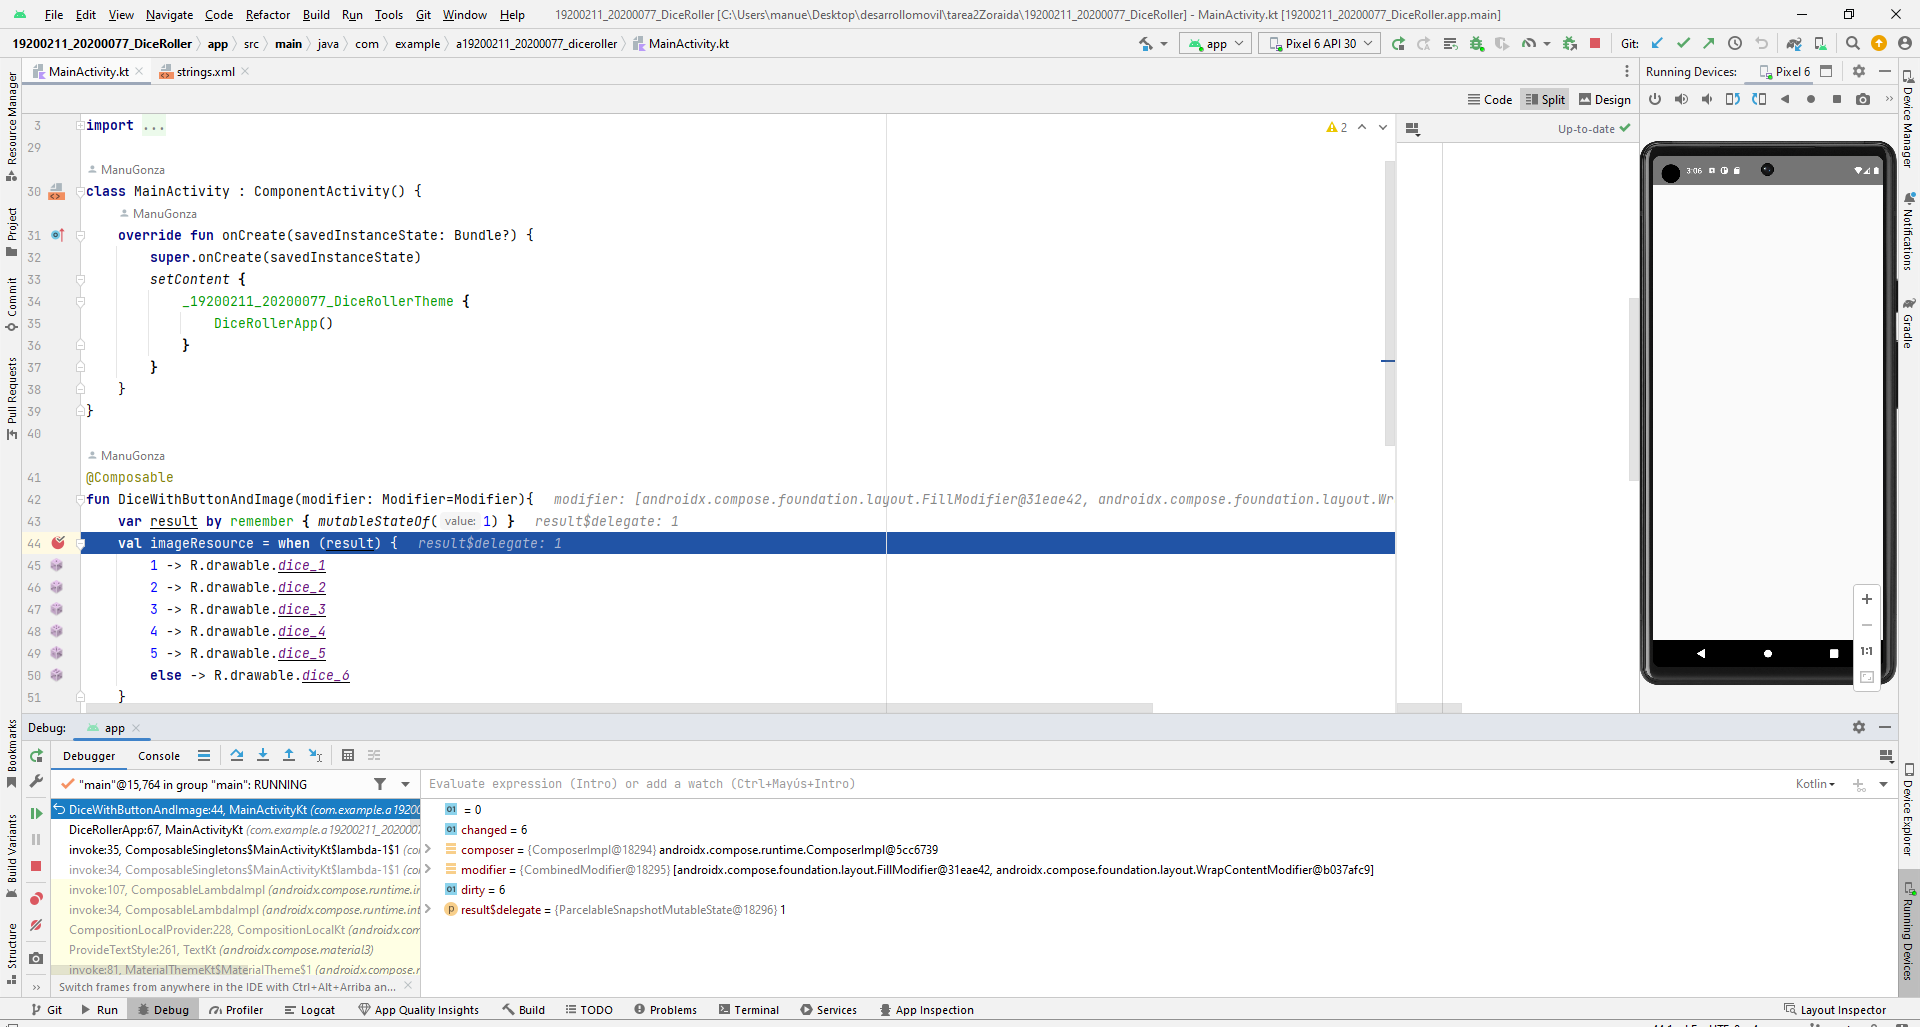 File Edit View Navigate Code Refactor Build Run Tools Git Window Help 19200211_20200077_DiceRoller [C:\Users\manue\Desktop\desarrollomovil\tarea2Zoraida\19200211_20200077_DiceRoller] - MainActivity.kt [19200211_20200077_DiceRoller.app.main]
19200211_20200077_DiceRoller app src main java com example a19200211_20200077_diceroller MainActivity.kt app Pixel 6 API 30 Git:
MainActivity.kt strings.xml Running Devices: Pixel 6
Code Split Design
Resource Manager
Project
Commit
Pull Requests
Bookmarks
Build Variants
Structure
3 import ... 2 Up-to-date
29
ManuGonza
30 class MainActivity : ComponentActivity() {
ManuGonza
31 override fun onCreate(savedInstanceState: Bundle?) {
32 super.onCreate(savedInstanceState)
33 setContent {
34 _19200211_20200077_DiceRollerTheme {
35 DiceRollerApp()
36 }
37 }
38 }
39 }
40
ManuGonza
41 @Composable
42 fun DiceWithButtonAndImage(modifier: Modifier=Modifier){ modifier: [androidx.compose.foundation.layout.FillModifier@31eae42, androidx.compose.foundation.layout.Wr
43 var result by remember { mutableStateOf( value: 1) } result$delegate: 1
44 val imageResource = when (result) { result$delegate: 1
45 1 -> R.drawable.dice_1
46 2 -> R.drawable.dice_2
47 3 -> R.drawable.dice_3
48 4 -> R.drawable.dice_4
49 5 -> R.drawable.dice_5
50 else -> R.drawable.dice_6
51 }
3:06
1:1
Device Manager
Notifications
Gradle
Device Explorer
Running Devices
Debug: app
Debugger Console
"main"@15,764 in group "main": RUNNING
Evaluate expression (Intro) or add a watch (Ctrl+Mayús+Intro) Kotlin
DiceWithButtonAndImage:44, MainActivityKt (com.example.a19200
DiceRollerApp:67, MainActivityKt (com.example.a19200211_202007
invoke:35, ComposableSingletons$MainActivityKt$lambda-1$1 (co
invoke:34, ComposableSingletons$MainActivityKt$lambda-1$1 (co
invoke:107, ComposableLambdaImpl (androidx.compose.runtime.in
invoke:34, ComposableLambdaImpl (androidx.compose.runtime.int
CompositionLocalProvider:228, CompositionLocalKt (androidx.com
ProvideTextStyle:261, TextKt (androidx.compose.material3)
invoke:81, MaterialThemeKt$MaterialTheme$1 (androidx.compose.r
Switch frames from anywhere in the IDE with Ctrl+Alt+Arriba an...
= 0
changed = 6
composer = {ComposerImpl@18294} androidx.compose.runtime.ComposerImpl@5cc6739
modifier = {CombinedModifier@18295} [androidx.compose.foundation.layout.FillModifier@31eae42, androidx.compose.foundation.layout.WrapContentModifier@b037afc9]
dirty = 6
result$delegate = {ParcelableSnapshotMutableState@18296} 1
Git Run Debug Profiler Logcat App Quality Insights Build TODO Problems Terminal Services App Inspection Layout Inspector